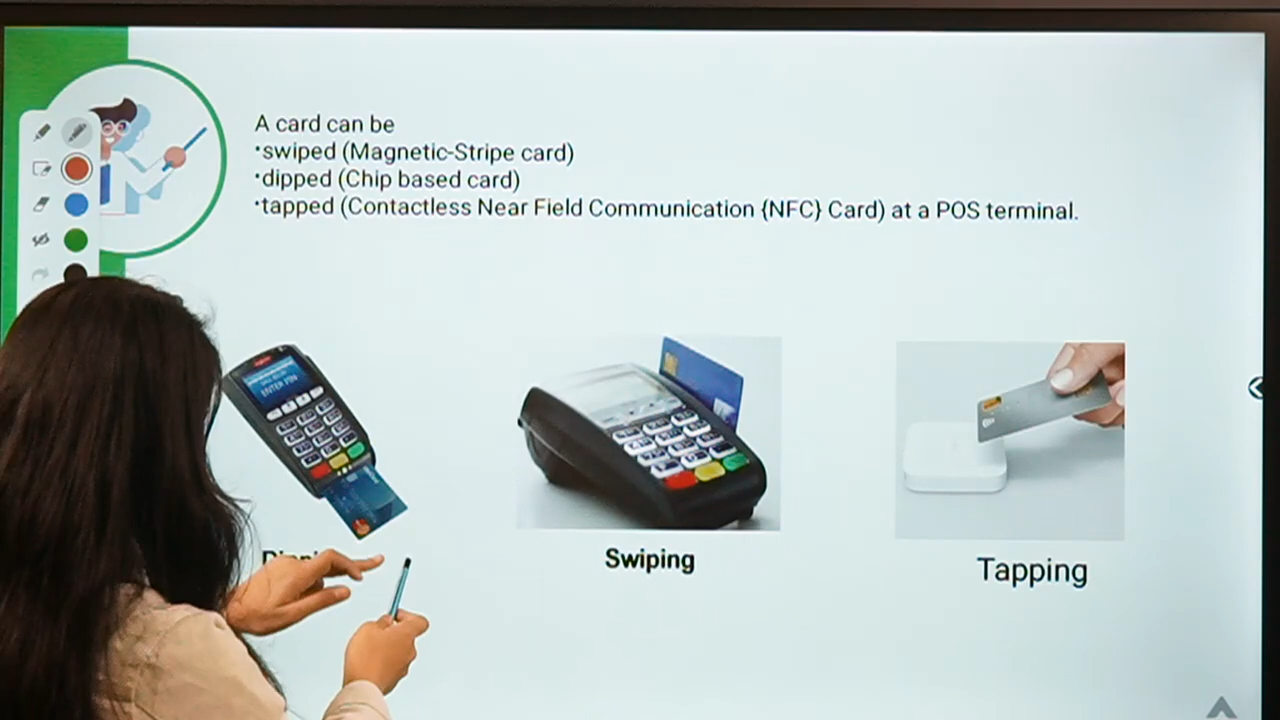 A card can be
•swiped (Magnetic-Stripe card)
•dipped (Chip based card)
•tapped (Contactless Near Field Communication {NFC} Card) at a POS terminal.
ENTER PIN
Swiping
Tapping